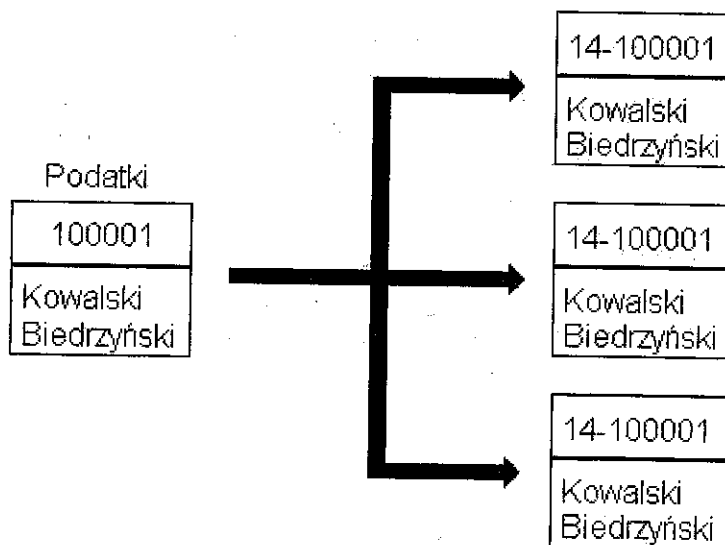 Podatki
100001
Kowalski
Biedrzyński
14-100001
Kowalski
Biedrzyński
14-100001
Kowalski
Biedrzyński
14-100001
Kowalski
Biedrzyński